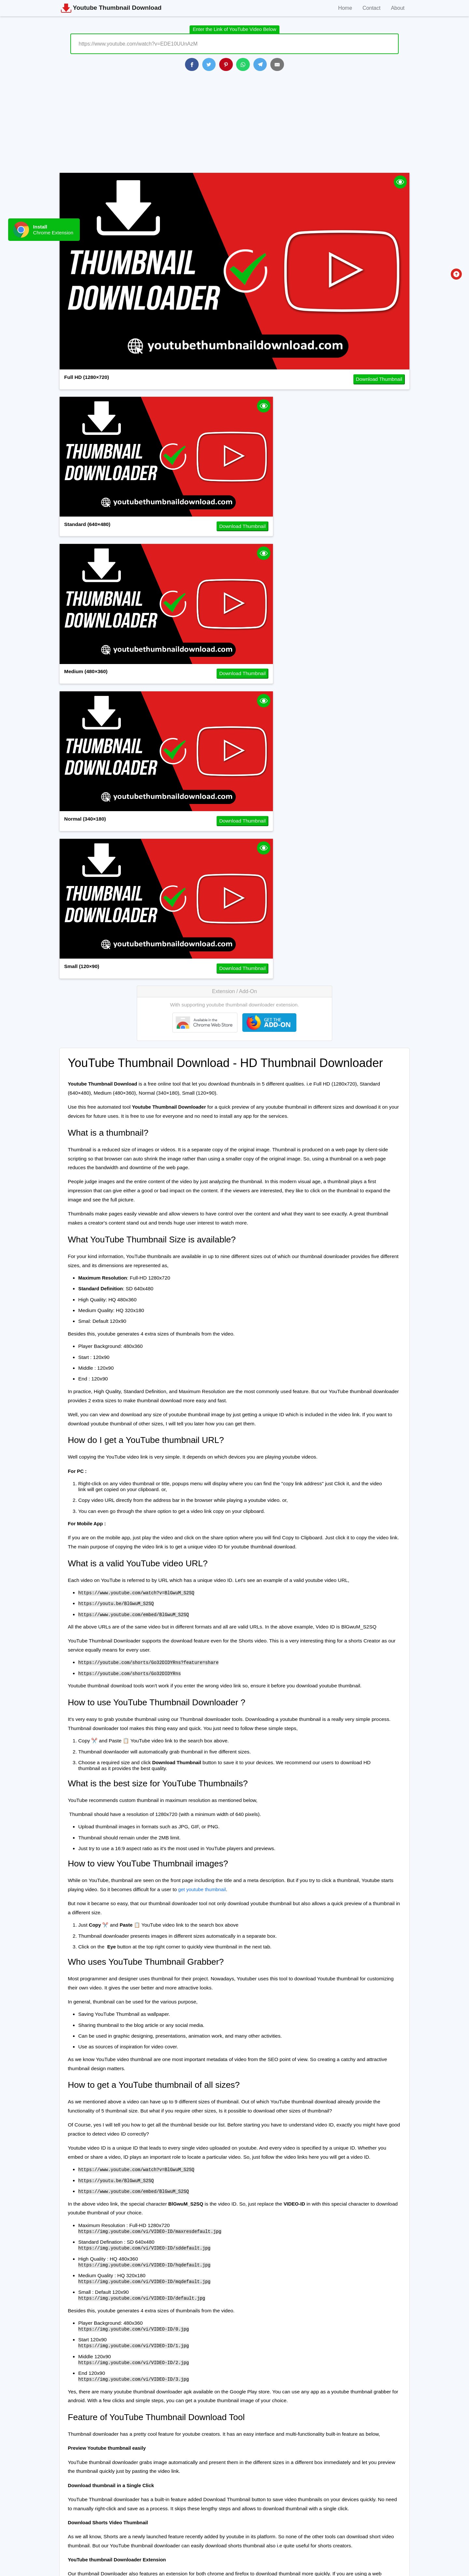 Youtube Thumbnail Download
Home Contact About
Enter the Link of YouTube Video Below
Install
Chrome Extension
THUMBNAIL
DOWNLOADER
youtubethumbnaildownload.com
Full HD (1280×720)
Download Thumbnail
THUMBNAIL
DOWNLOADER
youtubethumbnaildownload.com
Standard (640×480)
Download Thumbnail
THUMBNAIL
DOWNLOADER
youtubethumbnaildownload.com
Medium (480×360)
Download Thumbnail
THUMBNAIL
DOWNLOADER
youtubethumbnaildownload.com
Normal (340×180)
Download Thumbnail
THUMBNAIL
DOWNLOADER
youtubethumbnaildownload.com
Small (120×90)
Download Thumbnail
Extension / Add-On
With supporting youtube thumbnail downloader extension.
Available in the
Chrome Web Store
GET THE
ADD-ON
YouTube Thumbnail Download - HD Thumbnail Downloader
Youtube Thumbnail Download is a free online tool that let you download thumbnails in 5 different qualities. i.e Full HD (1280x720), Standard
(640×480), Medium (480×360), Normal (340×180), Small (120×90).
Use this free automated tool Youtube Thumbnail Downloader for a quick preview of any youtube thumbnail in different sizes and download it on your
devices for future uses. It is free to use for everyone and no need to install any app for the services.
What is a thumbnail?
Thumbnail is a reduced size of images or videos. It is a separate copy of the original image. Thumbnail is produced on a web page by client-side
scripting so that browser can auto shrink the image rather than using a smaller copy of the original image. So, using a thumbnail on a web page
reduces the bandwidth and downtime of the web page.
People judge images and the entire content of the video by just analyzing the thumbnail. In this modern visual age, a thumbnail plays a first
impression that can give either a good or bad impact on the content. If the viewers are interested, they like to click on the thumbnail to expand the
image and see the full picture.
Thumbnails make pages easily viewable and allow viewers to have control over the content and what they want to see exactly. A great thumbnail
makes a creator's content stand out and trends huge user interest to watch more.
What YouTube Thumbnail Size is available?
For your kind information, YouTube thumbnails are available in up to nine different sizes out of which our thumbnail downloader provides five different
sizes, and its dimensions are represented as,
Maximum Resolution: Full-HD 1280x720
Standard Definition: SD 640x480
High Quality: HQ 480x360
Medium Quality: HQ 320x180
Smal: Default 120x90
Besides this, youtube generates 4 extra sizes of thumbnails from the video.
Player Background: 480x360
Start : 120x90
Middle : 120x90
End : 120x90
In practice, High Quality, Standard Definition, and Maximum Resolution are the most commonly used feature. But our YouTube thumbnail downloader
provides 2 extra sizes to make thumbnail download more easy and fast.
Well, you can view and download any size of youtube thumbnail image by just getting a unique ID which is included in the video link. If you want to
download youtube thumbnail of other sizes, I will tell you later how you can get them.
How do I get a YouTube thumbnail URL?
Well copying the YouTube video link is very simple. It depends on which devices you are playing youtube videos.
For PC :
1. Right-click on any video thumbnail or title, popups menu will display where you can find the "copy link address" just Click it, and the video
link will get copied on your clipboard. or,
2. Copy video URL directly from the address bar in the browser while playing a youtube video. or,
3. You can even go through the share option to get a video link copy on your clipboard.
For Mobile App :
If you are on the mobile app, just play the video and click on the share option where you will find Copy to Clipboard. Just click it to copy the video link.
The main purpose of copying the video link is to get a unique video ID for youtube thumbnail download.
What is a valid YouTube video URL?
Each video on YouTube is referred to by URL which has a unique video ID. Let's see an example of a valid youtube video URL,
https://www.youtube.com/watch?v=BlGwuM_S2SQ
https://youtu.be/BlGwuM_S2SQ
https://www.youtube.com/embed/BlGwuM_S2SQ
All the above URLs are of the same video but in different formats and all are valid URLs. In the above example, Video ID is BlGwuM_S2SQ
YouTube Thumbnail Downloader supports the download feature even for the Shorts video. This is a very interesting thing for a shorts Creator as our
service equally means for every user.
Youtube thumbnail download tools won't work if you enter the wrong video link so, ensure it before you download youtube thumbnail.
How to use YouTube Thumbnail Downloader ?
It's very easy to grab youtube thumbnail using our Thumbnail downloader tools. Downloading a youtube thumbnail is a really very simple process.
Thumbnail downloader tool makes this thing easy and quick. You just need to follow these simple steps,
1. Copy ✂️ and Paste 📋 YouTube video link to the search box above.
2. Thumbnail downloader will automatically grab thumbnail in five different sizes.
3. Choose a required size and click Download Thumbnail button to save it to your devices. We recommend our users to download HD
thumbnail as it provides the best quality.
What is the best size for YouTube Thumbnails?
YouTube recommends custom thumbnail in maximum resolution as mentioned below,
Thumbnail should have a resolution of 1280x720 (with a minimum width of 640 pixels).
Upload thumbnail images in formats such as JPG, GIF, or PNG.
Thumbnail should remain under the 2MB limit.
Just try to use a 16:9 aspect ratio as it's the most used in YouTube players and previews.
How to view YouTube Thumbnail images?
While on YouTube, thumbnail are seen on the front page including the title and a meta description. But if you try to click a thumbnail, Youtube starts
playing video. So it becomes difficult for a user to get youtube thumbnail.
But now it became so easy, that our thumbnail downloader tool not only download youtube thumbnail but also allows a quick preview of a thumbnail in
a different size.
1. Just Copy ✂️ and Paste 📋 YouTube video link to the search box above
2. Thumbnail downloader presents images in different sizes automatically in a separate box.
3. Click on the Eye button at the top right corner to quickly view thumbnail in the next tab.
Who uses YouTube Thumbnail Grabber?
Most programmer and designer uses thumbnail for their project. Nowadays, Youtuber uses this tool to download Youtube thumbnail for customizing
their own video. It gives the user better and more attractive looks.
In general, thumbnail can be used for the various purpose,
Saving YouTube Thumbnail as wallpaper.
Sharing thumbnail to the blog article or any social media.
Can be used in graphic designing, presentations, animation work, and many other activities.
Use as sources of inspiration for video cover.
As we know YouTube video thumbnail are one most important metadata of video from the SEO point of view. So creating a catchy and attractive
thumbnail design matters.
How to get a YouTube thumbnail of all sizes?
As we mentioned above a video can have up to 9 different sizes of thumbnail. Out of which YouTube thumbnail download already provide the
functionality of 5 thumbnail size. But what if you require other sizes, Is it possible to download other sizes of thumbnail?
Of Course, yes I will tell you how to get all the thumbnail beside our list. Before starting you have to understand video ID, exactly you might have good
practice to detect video ID correctly?
Youtube video ID is a unique ID that leads to every single video uploaded on youtube. And every video is specified by a unique ID. Whether you
embed or share a video, ID plays an important role to locate a particular video. So, just follow the video links here you will get a video ID.
https://www.youtube.com/watch?v=BlGwuM_S2SQ
https://youtu.be/BlGwuM_S2SQ
https://www.youtube.com/embed/BlGwuM_S2SQ
In the above video link, the special character BlGwuM_S2SQ is the video ID. So, just replace the VIDEO-ID in with this special character to download
youtube thumbnail of your choice.
Maximum Resolution : Full-HD 1280x720
https://img.youtube.com/vi/VIDEO-ID/maxresdefault.jpg
Standard Defination : SD 640x480
https://img.youtube.com/vi/VIDEO-ID/sddefault.jpg
High Quality : HQ 480x360
https://img.youtube.com/vi/VIDEO-ID/hqdefault.jpg
Medium Quality : HQ 320x180
https://img.youtube.com/vi/VIDEO-ID/mqdefault.jpg
Small : Default 120x90
https://img.youtube.com/vi/VIDEO-ID/default.jpg
Besides this, youtube generates 4 extra sizes of thumbnails from the video.
Player Background: 480x360
https://img.youtube.com/vi/VIDEO-ID/0.jpg
Start 120x90
https://img.youtube.com/vi/VIDEO-ID/1.jpg
Middle 120x90
https://img.youtube.com/vi/VIDEO-ID/2.jpg
End 120x90
https://img.youtube.com/vi/VIDEO-ID/3.jpg
Yes, there are many youtube thumbnail downloader apk available on the Google Play store. You can use any app as a youtube thumbnail grabber for
android. With a few clicks and simple steps, you can get a youtube thumbnail image of your choice.
Feature of YouTube Thumbnail Download Tool
Thumbnail downloader has a pretty cool feature for youtube creators. It has an easy interface and multi-functionality built-in feature as below,
Preview Youtube thumbnail easily
YouTube thumbnail downloader grabs image automatically and present them in the different sizes in a different box immediately and let you preview
the thumbnail quickly just by pasting the video link.
Download thumbnail in a Single Click
YouTube Thumbnail downloader has a built-in feature added Download Thumbnail button to save video thumbnails on your devices quickly. No need
to manually right-click and save as a process. It skips these lengthy steps and allows to download thumbnail with a single click.
Download Shorts Video Thumbnail
As we all know, Shorts are a newly launched feature recently added by youtube in its platform. So none of the other tools can download short video
thumbnail. But our YouTube thumbnail downloader can easily download shorts thumbnail also i.e quite useful for shorts creators.
YouTube thumbnail Downloader Extension
Our thumbnail Downloader also features an extension for both chrome and firefox to download thumbnail more quickly. If you are using a web